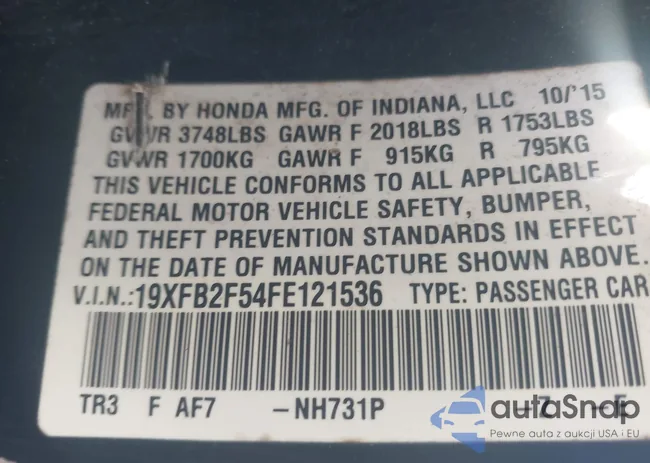 MFD. BY HONDA MFG. OF INDIANA, LLC 10/'15
GVWR 3748LBS GAWR F 2018LBS R 1753LBS
GVWR 1700KG GAWR F 915KG R 795KG
THIS VEHICLE CONFORMS TO ALL APPLICABLE
FEDERAL MOTOR VEHICLE SAFETY, BUMPER,
AND THEFT PREVENTION STANDARDS IN EFFECT
ON THE DATE OF MANUFACTURE SHOWN ABOVE.
V.I.N.:19XFB2F54FE121536 TYPE: PASSENGER CAR
TR3 F AF7 -NH731P -Z -E
autaSnap
Pewne auta z aukcji USA i EU